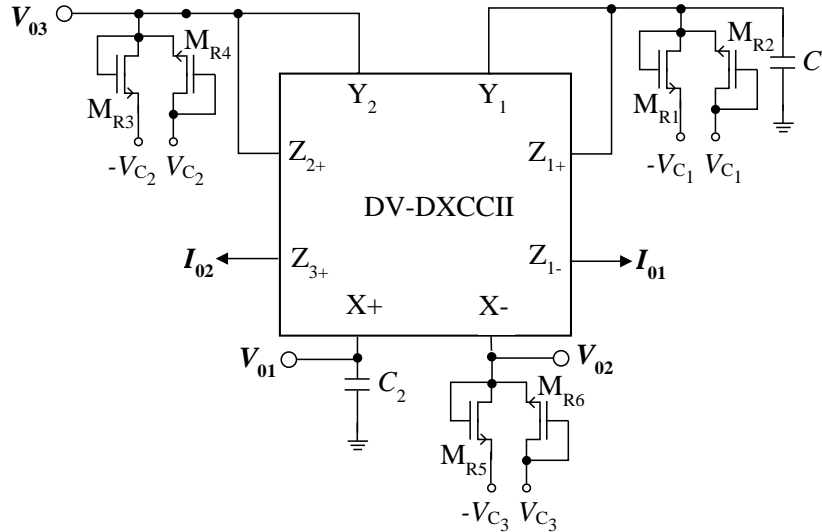 V03
MR4
MR3
-VC2 VC2
Y2
Y1
MR2
C
MR1
-VC1 VC1
Z2+
Z1+
DV-DXCCII
I02
Z3+
Z1-
I01
X+
X-
V01
V02
C2
MR6
MR5
-VC3 VC3